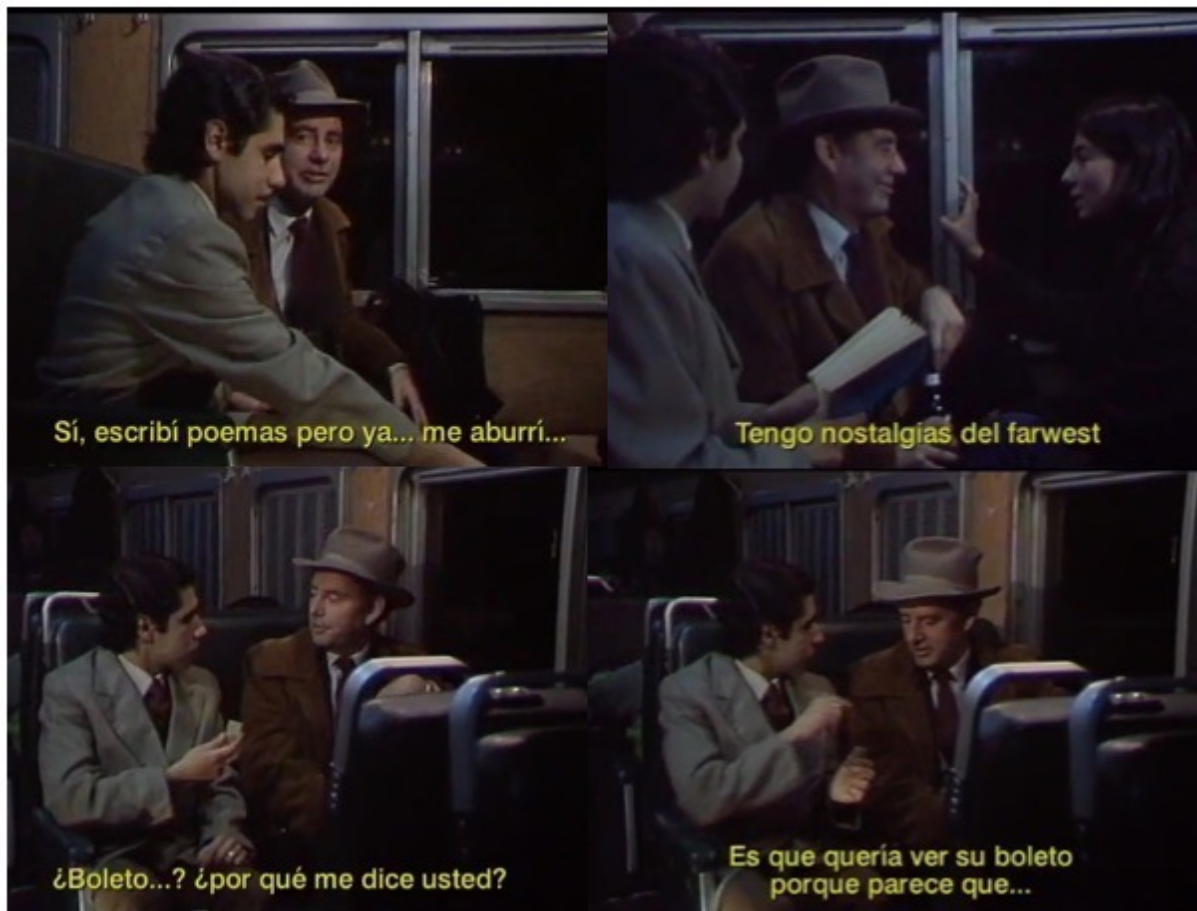 Sí, escribí poemas pero ya... me aburrí...
Tengo nostalgias del farwest
¿Boleto...? ¿por qué me dice usted?
Es que quería ver su boleto
porque parece que...